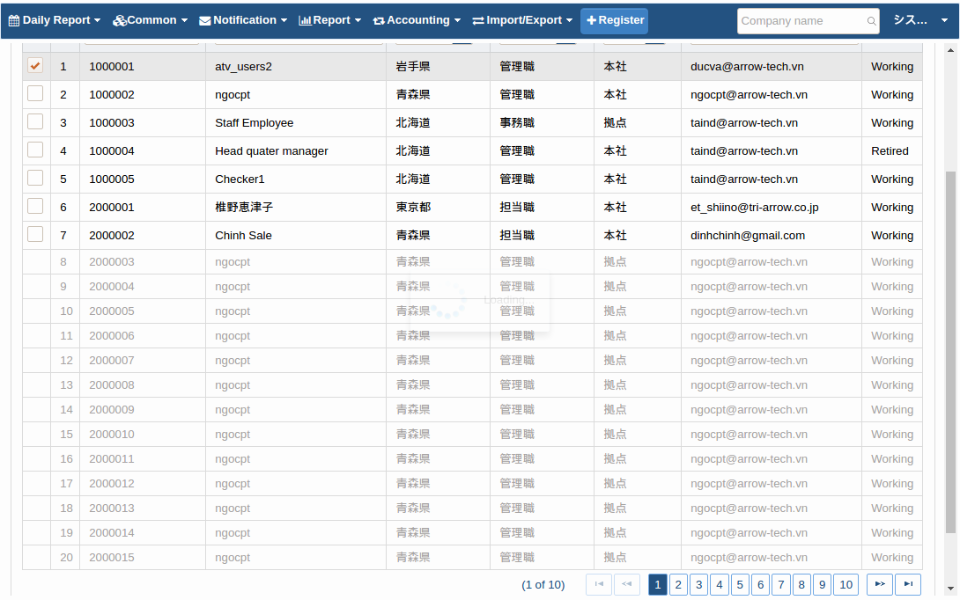 Daily Report Common Notification Report Accounting Import/Export Register Company name シス...
1 1000001 atv_users2 岩手県 管理職 本社 ducva@arrow-tech.vn Working
2 1000002 ngocpt 青森県 管理職 本社 ngocpt@arrow-tech.vn Working
3 1000003 Staff Employee 北海道 事務職 拠点 taind@arrow-tech.vn Working
4 1000004 Head quater manager 北海道 管理職 本社 taind@arrow-tech.vn Retired
5 1000005 Checker1 北海道 管理職 本社 taind@arrow-tech.vn Working
6 2000001 椎野恵津子 東京都 担当職 本社 et_shiino@tri-arrow.co.jp Working
7 2000002 Chinh Sale 青森県 担当職 本社 dinhchinh@gmail.com Working
8 2000003 ngocpt 青森県 管理職 拠点 ngocpt@arrow-tech.vn Working
9 2000004 ngocpt 青森県 管理職 拠点 ngocpt@arrow-tech.vn Working
Loading
10 2000005 ngocpt 青森県 管理職 拠点 ngocpt@arrow-tech.vn Working
11 2000006 ngocpt 青森県 管理職 拠点 ngocpt@arrow-tech.vn Working
12 2000007 ngocpt 青森県 管理職 拠点 ngocpt@arrow-tech.vn Working
13 2000008 ngocpt 青森県 管理職 拠点 ngocpt@arrow-tech.vn Working
14 2000009 ngocpt 青森県 管理職 拠点 ngocpt@arrow-tech.vn Working
15 2000010 ngocpt 青森県 管理職 拠点 ngocpt@arrow-tech.vn Working
16 2000011 ngocpt 青森県 管理職 拠点 ngocpt@arrow-tech.vn Working
17 2000012 ngocpt 青森県 管理職 拠点 ngocpt@arrow-tech.vn Working
18 2000013 ngocpt 青森県 管理職 拠点 ngocpt@arrow-tech.vn Working
19 2000014 ngocpt 青森県 管理職 拠点 ngocpt@arrow-tech.vn Working
20 2000015 ngocpt 青森県 管理職 拠点 ngocpt@arrow-tech.vn Working
(1 of 10) 1 2 3 4 5 6 7 8 9 10